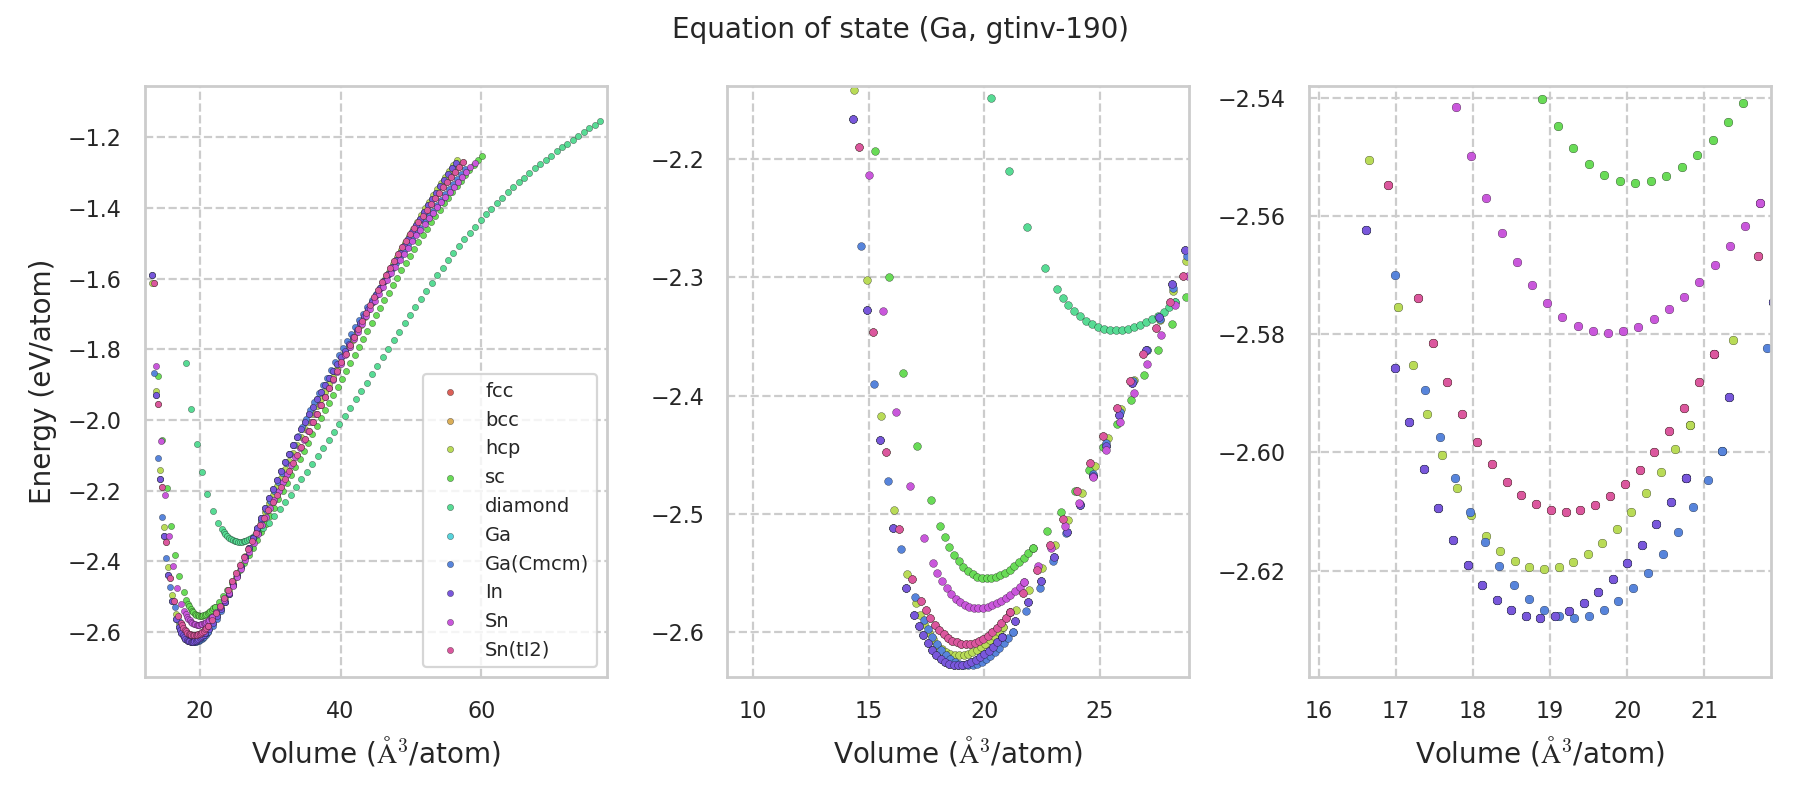 Equation of state (Ga, gtinv-190)
Energy (eV/atom)
−1.2
−1.4
−1.6
−1.8
−2.0
−2.2
−2.4
−2.6
20 40 60
Volume (Å³/atom)
fcc
bcc
hcp
sc
diamond
Ga
Ga(Cmcm)
In
Sn
Sn(tI2)
−2.2
−2.3
−2.4
−2.5
−2.6
10 15 20 25
Volume (Å³/atom)
−2.54
−2.56
−2.58
−2.60
−2.62
16 17 18 19 20 21
Volume (Å³/atom)